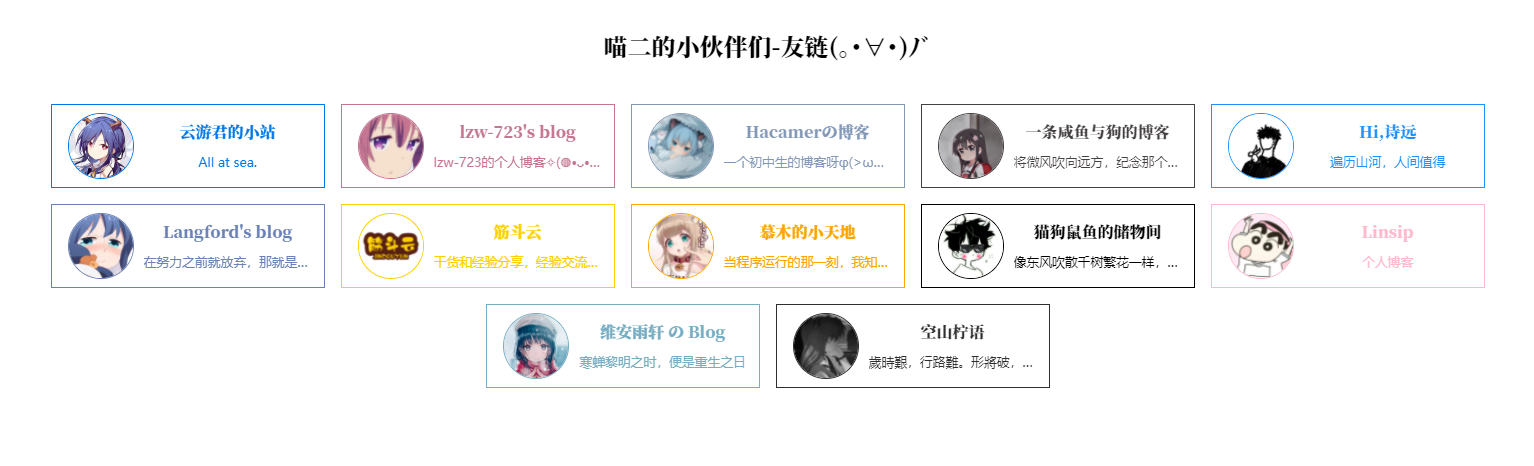 喵二的小伙伴们-友链(｡･∀･)ﾉﾞ
云游君的小站
All at sea.
lzw-723's blog
lzw-723的个人博客✧(◍•ᴗ•...
Hacamerの博客
一个初中生的博客呀φ(>ω...
一条咸鱼与狗的博客
将微风吹向远方，纪念那个...
Hi,诗远
遍历山河，人间值得
Langford's blog
在努力之前就放弃，那就是...
筋斗云
筋斗云
干货和经验分享，经验交流...
慕木的小天地
当程序运行的那一刻，我知...
猫狗鼠鱼的储物间
像东风吹散千树繁花一样，...
Linsip
个人博客
维安雨轩 の Blog
寒蝉黎明之时，便是重生之日
空山柠语
歲時艱，行路難。形將破，...